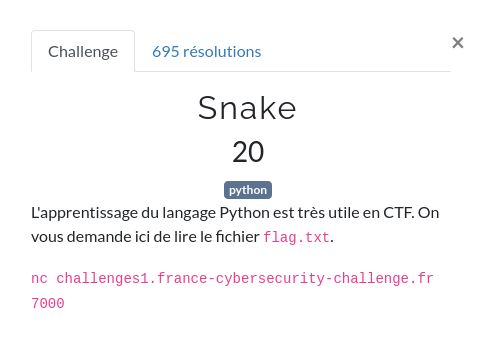 Challenge
695 résolutions
×
Snake
20
python
L'apprentissage du langage Python est très utile en CTF. On
vous demande ici de lire le fichier flag.txt.
nc challenges1.france-cybersecurity-challenge.fr
7000